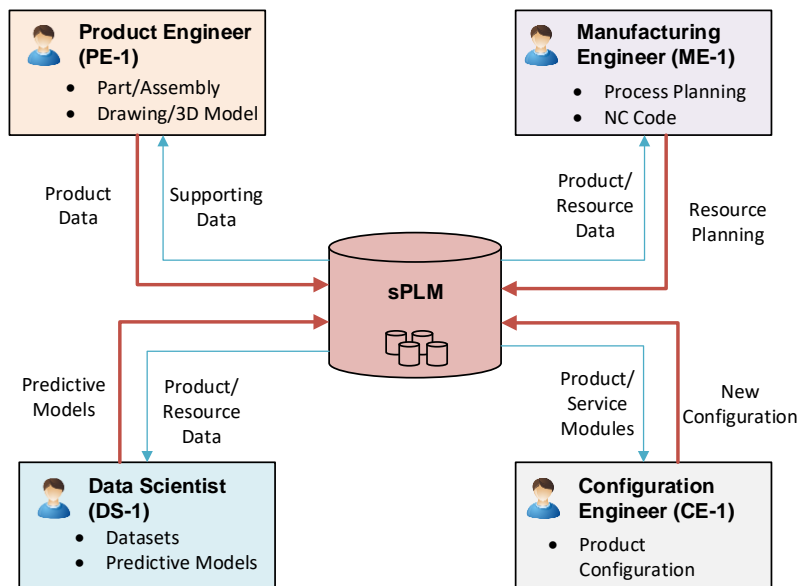 Product Engineer
(PE-1)
• Part/Assembly
• Drawing/3D Model
Manufacturing
Engineer (ME-1)
• Process Planning
• NC Code
Product
Data
Supporting
Data
Product/
Resource
Data
Resource
Planning
sPLM
Predictive
Models
Product/
Resource
Data
Product/
Service
Modules
New
Configuration
Data Scientist
(DS-1)
• Datasets
• Predictive Models
Configuration
Engineer (CE-1)
• Product
Configuration